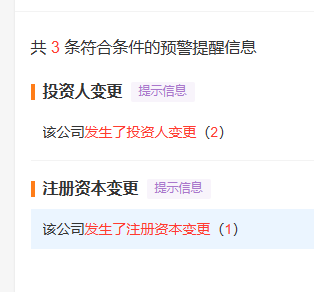 共 3 条符合条件的预警提醒信息
投资人变更 提示信息
该公司发生了投资人变更（2）
注册资本变更 提示信息
该公司发生了注册资本变更（1）